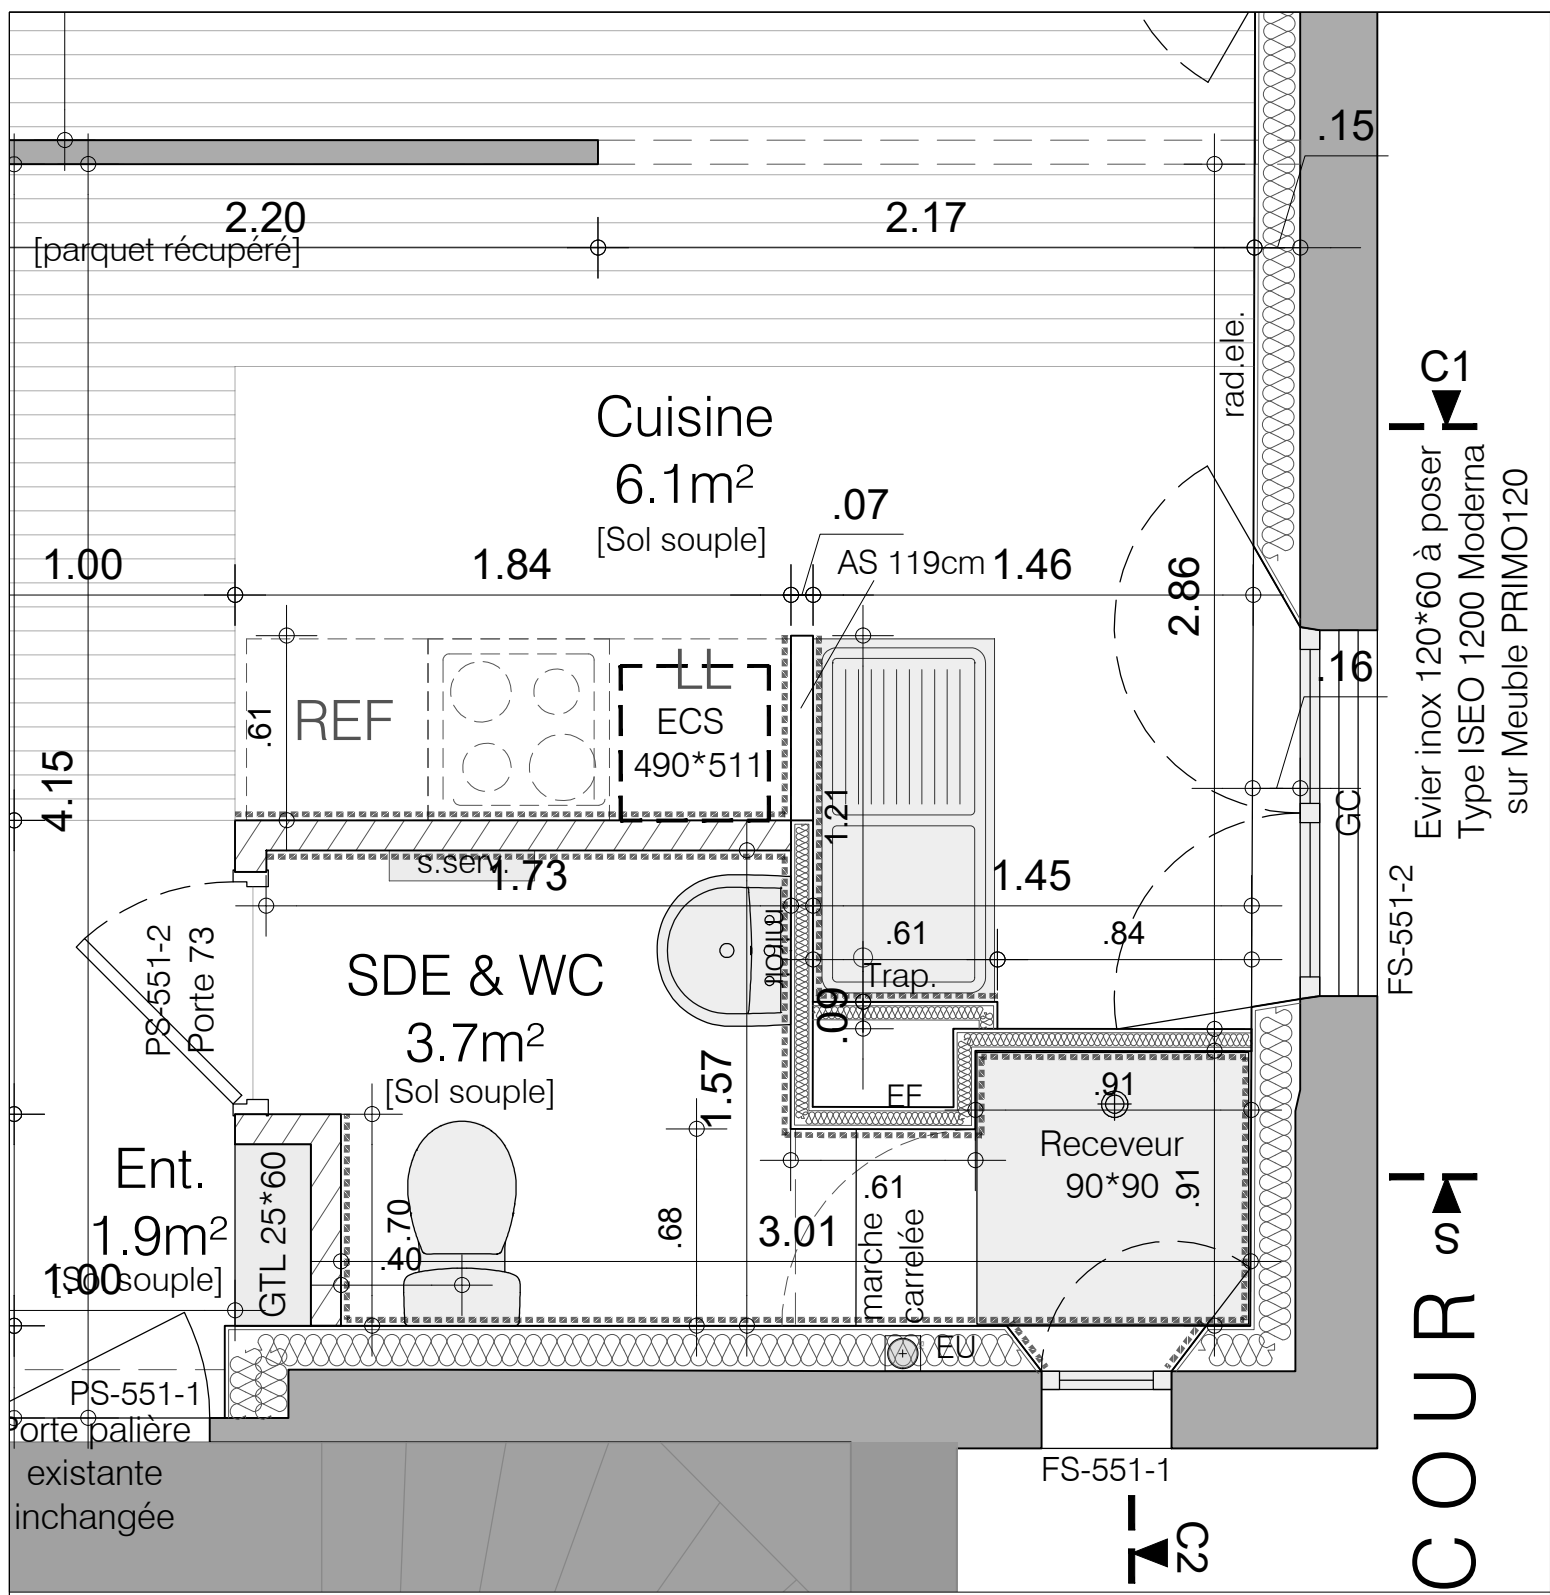 .15
2.20
2.17
[parquet récupéré]
rad.ele.
C1
Cuisine
6.1m²
[Sol souple]
.07
AS 119cm
1.00
1.84
1.46
2.86
Evier inox 120*60 à poser
Type ISEO 1200 Moderna
sur Meuble PRIMO120
.16
LL
REF
ECS
490*511
.61
4.15
1.21
GC
s.serv.
1.73
1.45
FS-551-2
miroir
.61
.84
PS-551-2
Porte 73
SDE & WC
3.7m²
[Sol souple]
Trap.
.09
1.57
EF
.91
Receveur
90*90
.91
Ent.
1.9m²
[Sol souple]
1.00
GTL 25*60
.70
.40
.68
3.01
.61
marche
carrelée
S
EU
PS-551-1
Porte palière
existante
inchangée
FS-551-1
C2
COUR